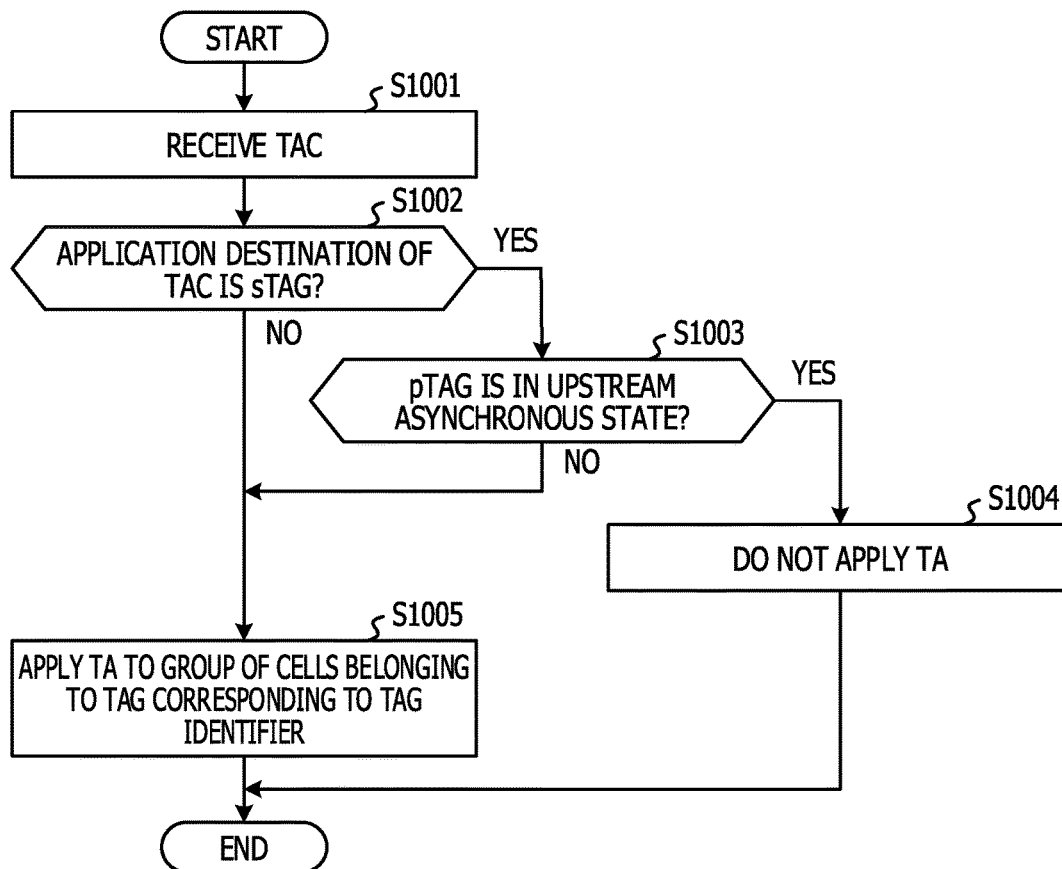 START
S1001
RECEIVE TAC
S1002
APPLICATION DESTINATION OF
TAC IS sTAG?
YES
NO
S1003
pTAG IS IN UPSTREAM
ASYNCHRONOUS STATE?
YES
NO
S1004
DO NOT APPLY TA
S1005
APPLY TA TO GROUP OF CELLS BELONGING
TO TAG CORRESPONDING TO TAG
IDENTIFIER
END